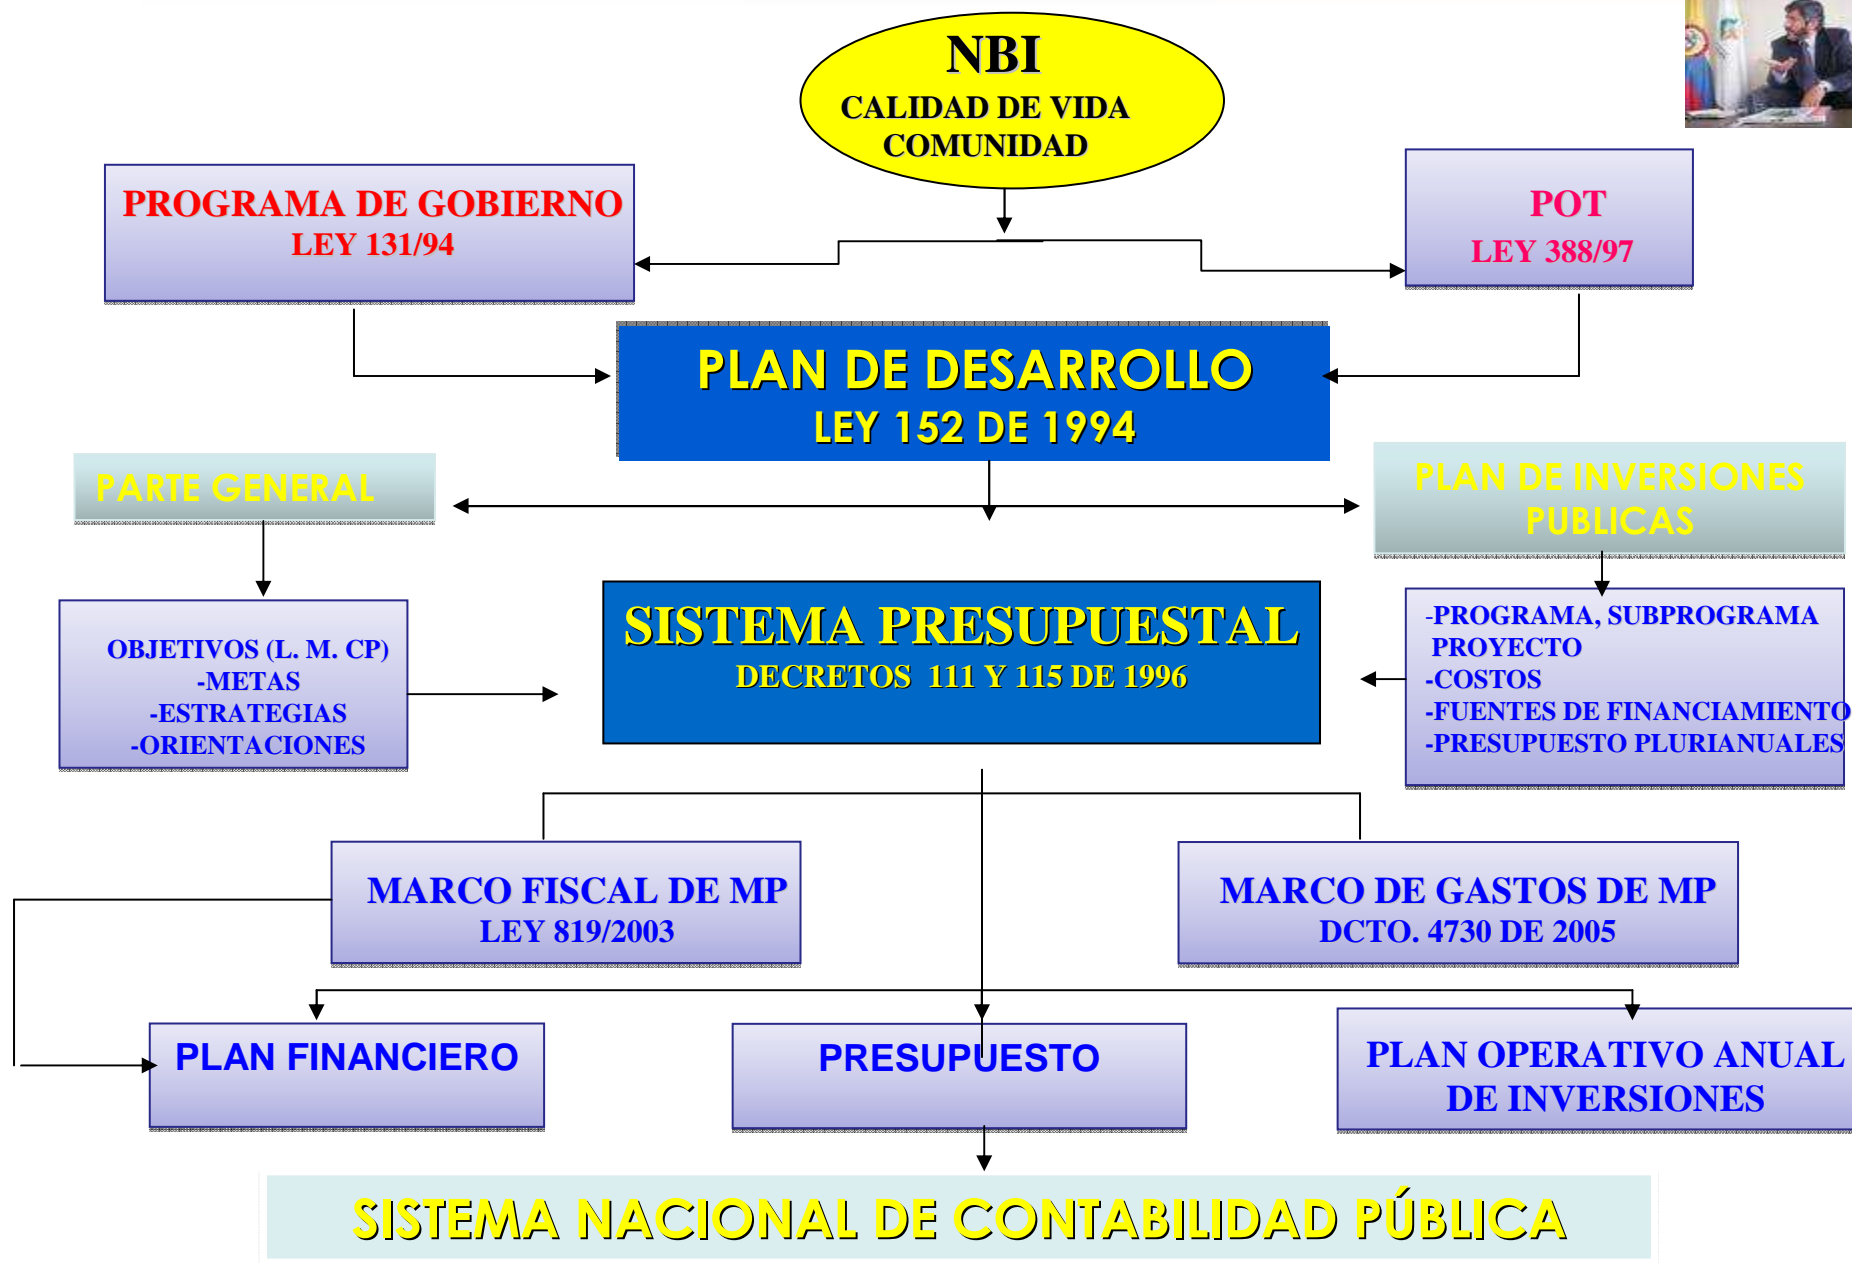 NBI
CALIDAD DE VIDA
COMUNIDAD
PROGRAMA DE GOBIERNO
LEY 131/94
POT
LEY 388/97
PLAN DE DESARROLLO
LEY 152 DE 1994
PARTE GENERAL
PLAN DE INVERSIONES
PUBLICAS
OBJETIVOS (L. M. CP)
-METAS
-ESTRATEGIAS
-ORIENTACIONES
SISTEMA PRESUPUESTAL
DECRETOS 111 Y 115 DE 1996
-PROGRAMA, SUBPROGRAMA
PROYECTO
-COSTOS
-FUENTES DE FINANCIAMIENTO
-PRESUPUESTO PLURIANUALES
MARCO FISCAL DE MP
LEY 819/2003
MARCO DE GASTOS DE MP
DCTO. 4730 DE 2005
PLAN FINANCIERO
PRESUPUESTO
PLAN OPERATIVO ANUAL
DE INVERSIONES
SISTEMA NACIONAL DE CONTABILIDAD PÚBLICA